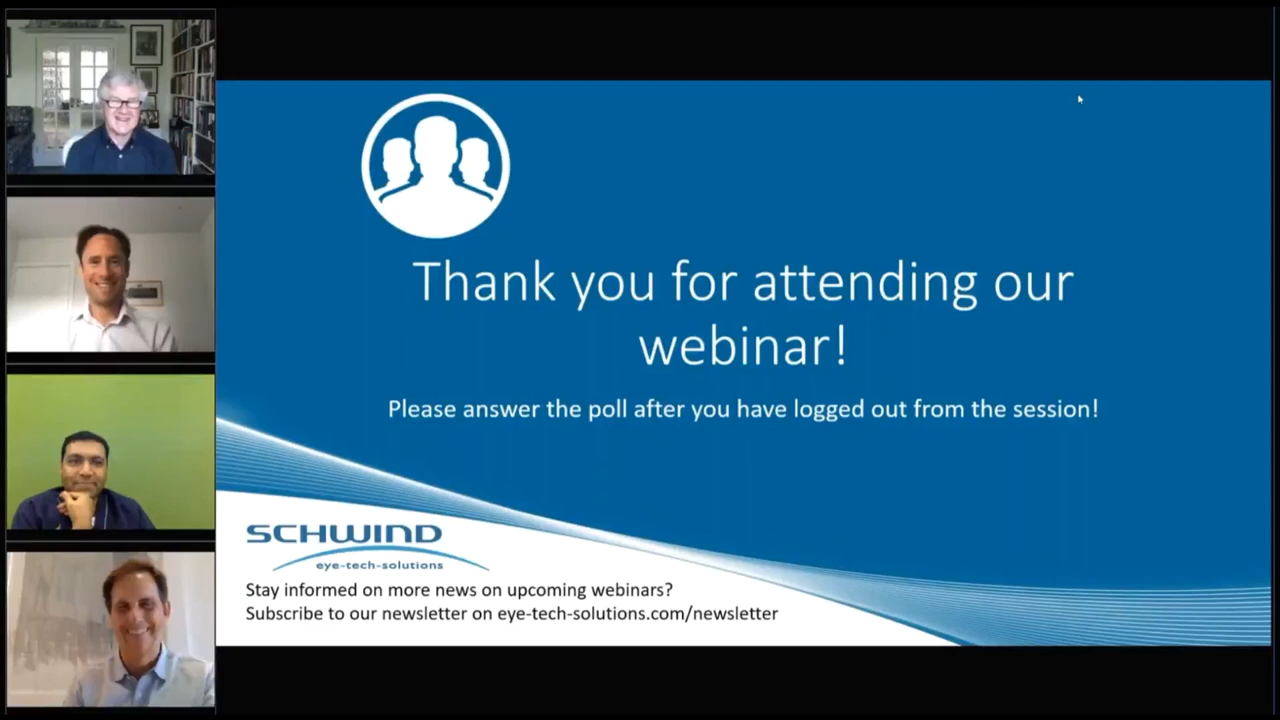 Thank you for attending our
webinar!
Please answer the poll after you have logged out from the session!
SCHWIND
eye-tech-solutions
Stay informed on more news on upcoming webinars?
Subscribe to our newsletter on eye-tech-solutions.com/newsletter